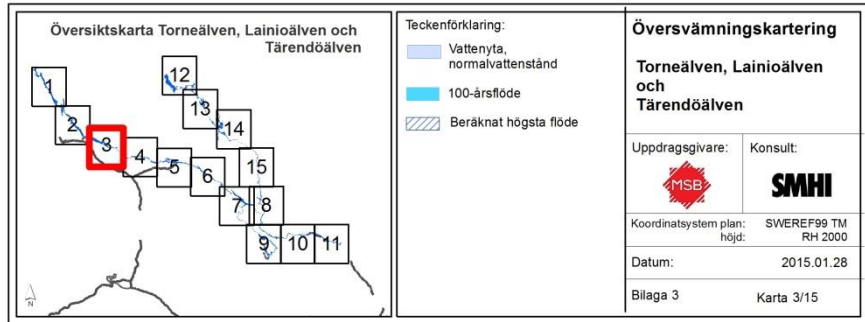 Översiktskarta Torneälven, Lainioälven och
Tärendöälven
1
2
3
4
5
6
7
8
9
10
11
12
13
14
15
N
Teckenförklaring:
Vattenyta,
normalvattenstånd
100-årsflöde
Beräknat högsta flöde
Översvämningskartering
Torneälven, Lainioälven
och
Tärendöälven
Uppdragsgivare:
MSB
Konsult:
SMHI
Koordinatsystem plan: SWEREF99 TM
höjd: RH 2000
Datum: 2015.01.28
Bilaga 3 Karta 3/15